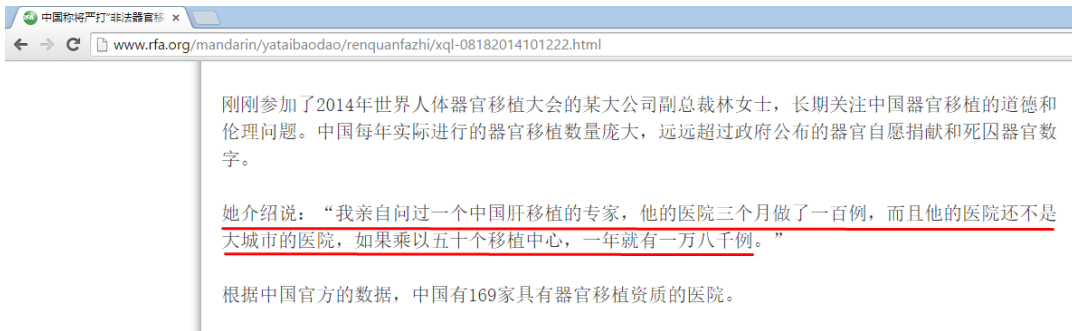 中国称将严打"非法器官移
www.rfa.org/mandarin/yataibaodao/renquanfazhi/xql-08182014101222.html
刚刚参加了2014年世界人体器官移植大会的某大公司副总裁林女士，长期关注中国器官移植的道德和
伦理问题。中国每年实际进行的器官移植数量庞大，远远超过政府公布的器官自愿捐献和死囚器官数
字。
她介绍说：“我亲自问过一个中国肝移植的专家，他的医院三个月做了一百例，而且他的医院还不是
大城市的医院，如果乘以五十个移植中心，一年就有一万八千例。”
根据中国官方的数据，中国有169家具有器官移植资质的医院。